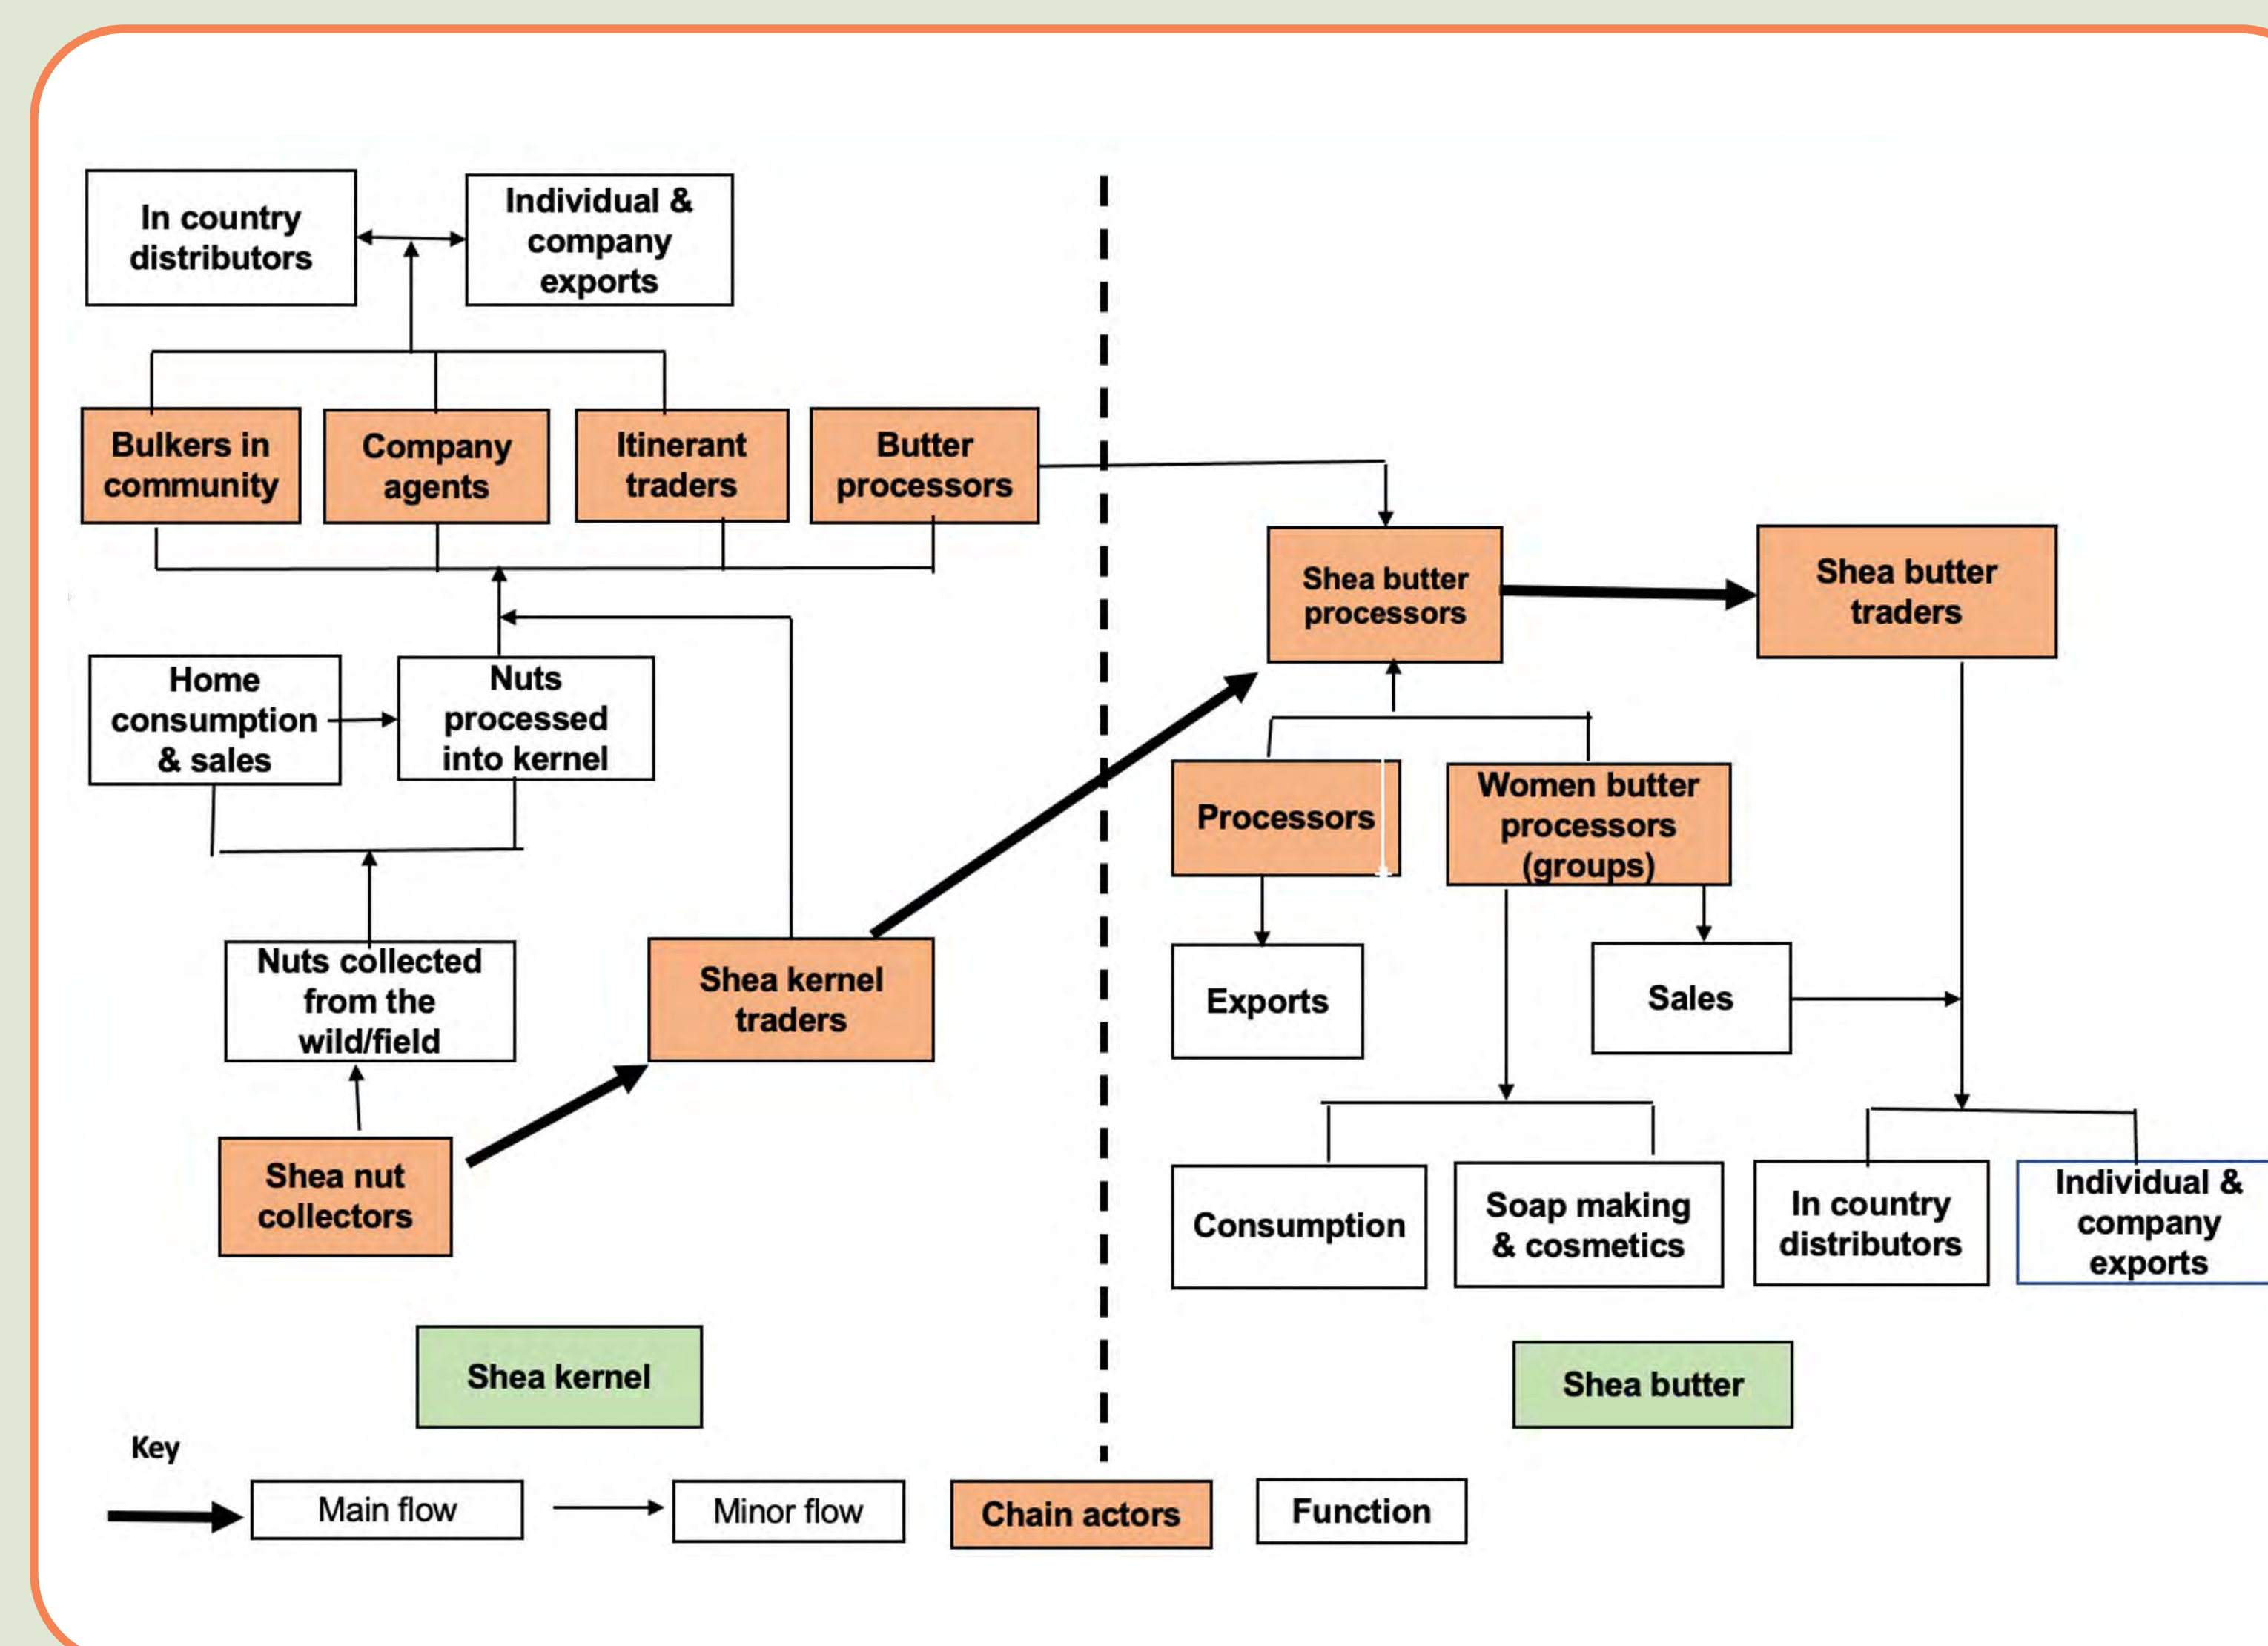 In country
distributors
Individual &
company
exports
Bulkers in
community
Company
agents
Itinerant
traders
Butter
processors
Home
consumption
& sales
Nuts
processed
into kernel
Nuts collected
from the
wild/field
Shea kernel
traders
Shea nut
collectors
Shea kernel
Shea butter
processors
Shea butter
traders
Processors
Women butter
processors
(groups)
Exports
Sales
Consumption
Soap making
& cosmetics
In country
distributors
Individual &
company
exports
Shea butter
Key
Main flow
Minor flow
Chain actors
Function